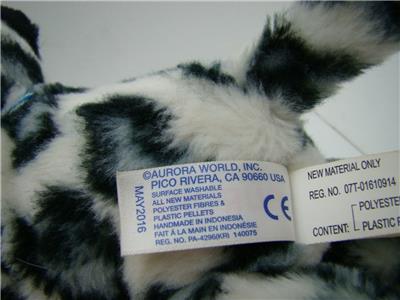 ©AURORA WORLD, INC.
PICO RIVERA, CA 90660 USA
SURFACE WASHABLE
ALL NEW MATERIALS
POLYESTER FIBRES &
PLASTIC PELLETS
HANDMADE IN INDONESIA
FAIT À LA MAIN EN INDONÉSIE
REG. NO. PA-4296(KR) 140075
MAY2016
CE
NEW MATERIAL ONLY
REG. NO. 07T-01610914
POLYESTER
CONTENT:
PLASTIC P